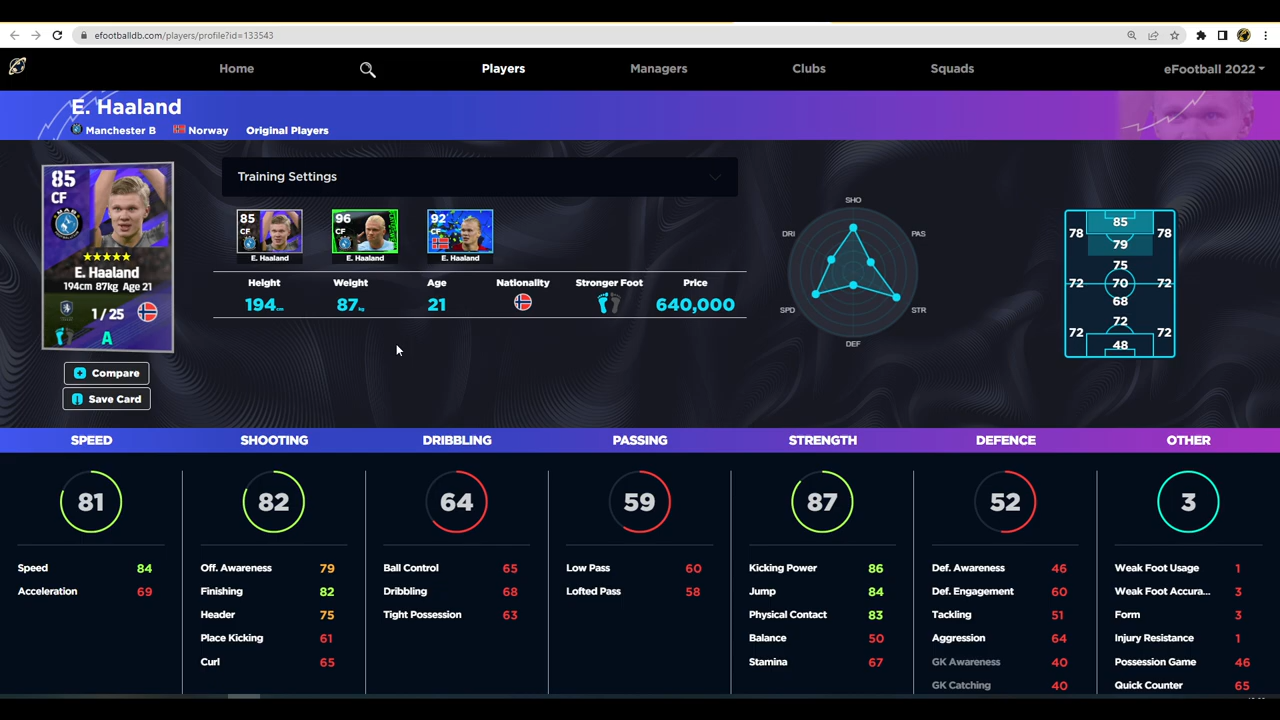 efootballdb.com/players/profile?id=133543
Home
Players
Managers
Clubs
Squads
eFootball 2022
E. Haaland
Manchester B
Norway
Original Players
85
CF
E. Haaland
194cm 87kg Age 21
1 / 25
A
Compare
Save Card
Training Settings
85
CF
E. Haaland
96
CF
E. Haaland
92
CF
E. Haaland
Height Weight Age Nationality Stronger Foot Price
194cm 87kg 21 640,000
SHO
DRI PAS
SPD STR
DEF
85
78 78
79
75
72 70 72
68
72
72 72
48
SPEED
81
Speed 84
Acceleration 69
SHOOTING
82
Off. Awareness 79
Finishing 82
Header 75
Place Kicking 61
Curl 65
DRIBBLING
64
Ball Control 65
Dribbling 68
Tight Possession 63
PASSING
59
Low Pass 60
Lofted Pass 58
STRENGTH
87
Kicking Power 86
Jump 84
Physical Contact 83
Balance 50
Stamina 67
DEFENCE
52
Def. Awareness 46
Def. Engagement 60
Tackling 51
Aggression 64
GK Awareness 40
GK Catching 40
OTHER
3
Weak Foot Usage 1
Weak Foot Accura... 3
Form 3
Injury Resistance 1
Possession Game 46
Quick Counter 65